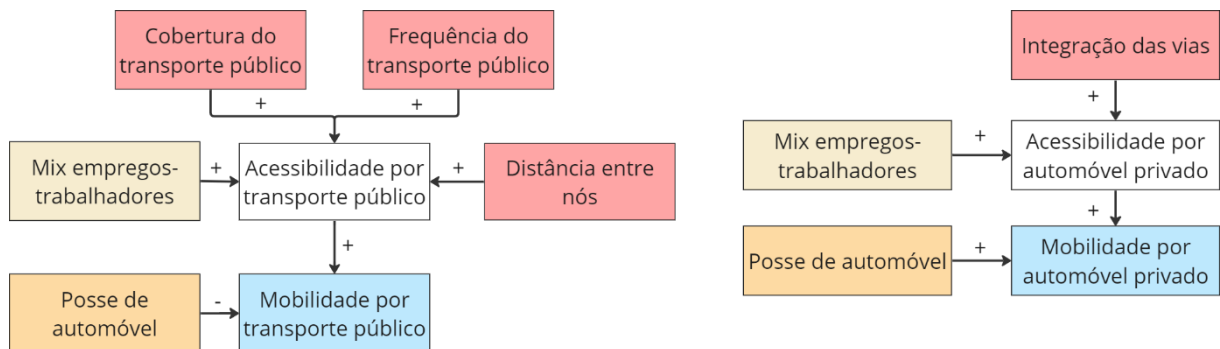 Cobertura do
transporte público
Frequência do
transporte público
+
+
Mix empregos-
trabalhadores
+
Acessibilidade por
transporte público
+
Distância entre
nós
+
Posse de
automóvel
-
Mobilidade por
transporte público
Integração das vias
+
Mix empregos-
trabalhadores
+
Acessibilidade por
automóvel privado
+
Posse de automóvel
+
Mobilidade por
automóvel privado